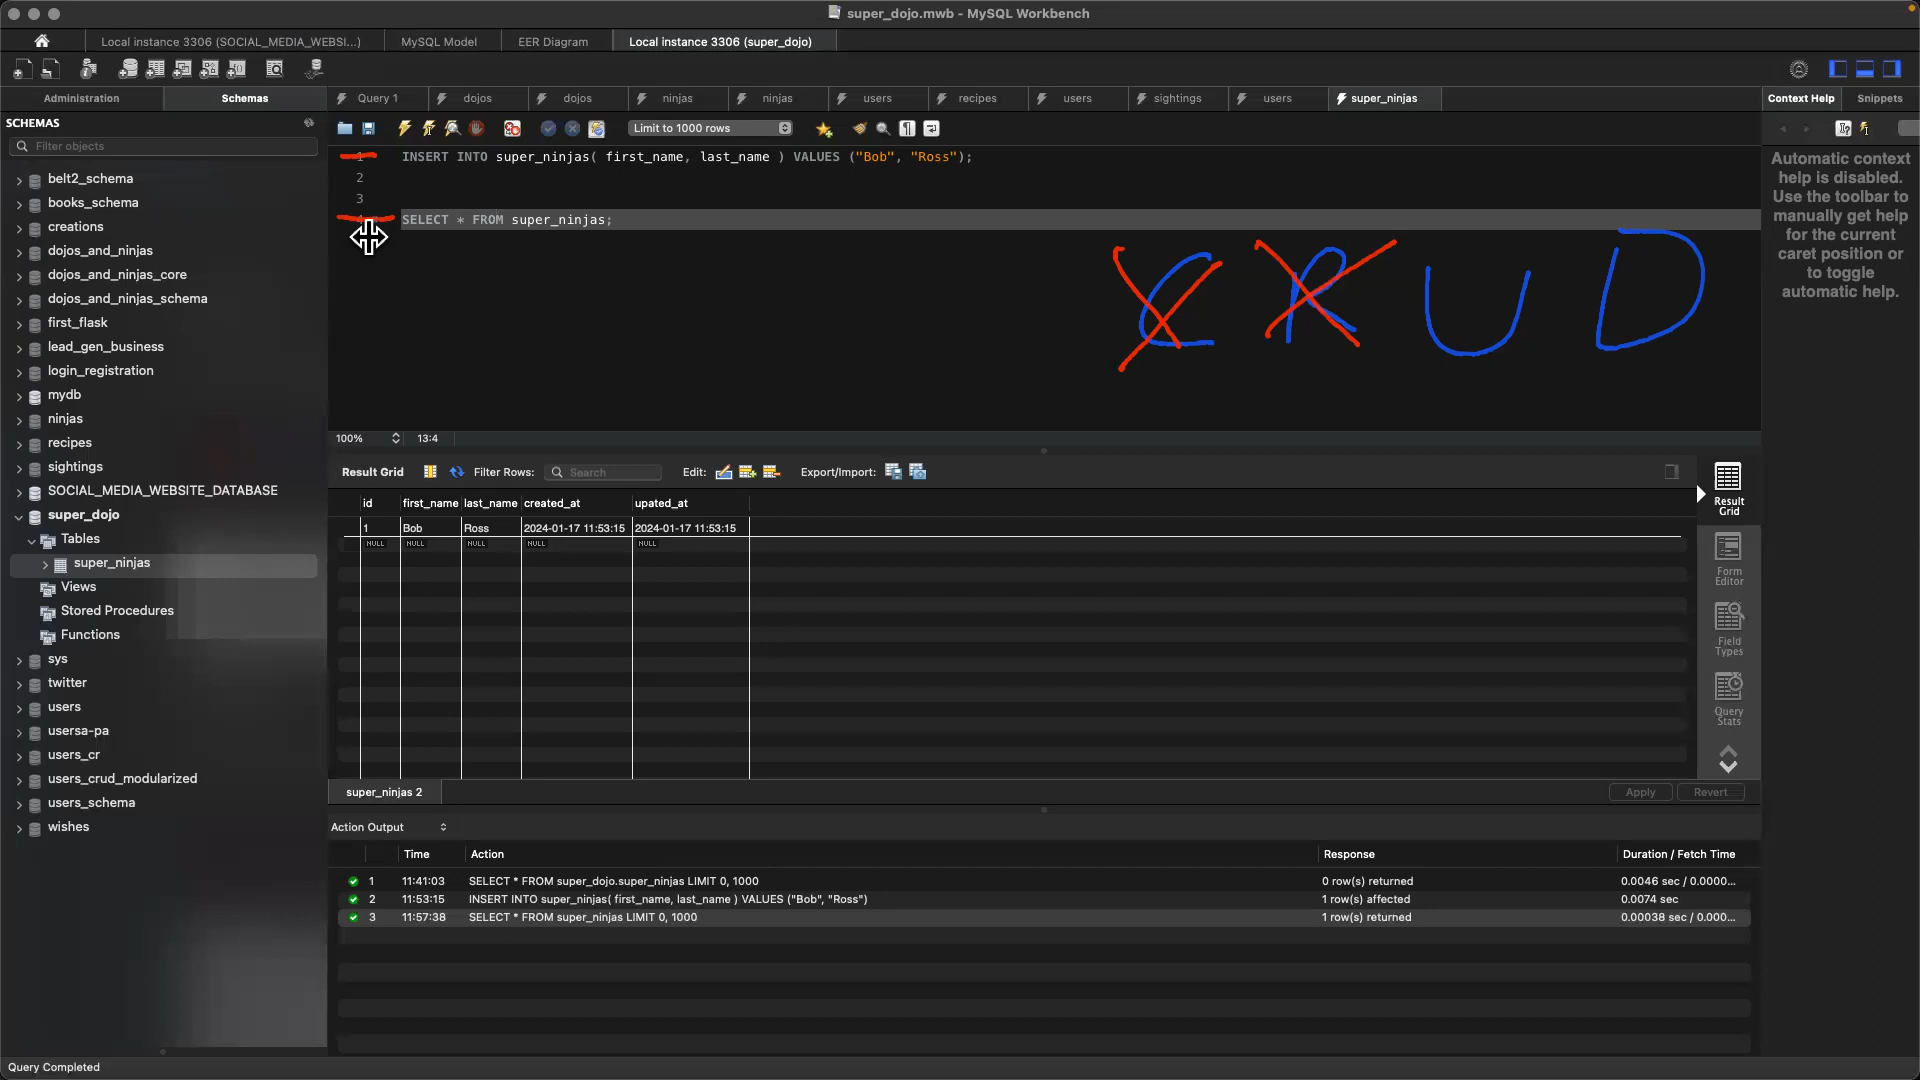 super_dojo.mwb - MySQL Workbench
Local instance 3306 (SOCIAL_MEDIA_WEBSI...) MySQL Model EER Diagram Local instance 3306 (super_dojo)
Administration Schemas Query 1 dojos dojos ninjas ninjas users recipes users sightings users super_ninjas Context Help Snippets
SCHEMAS
Filter objects
belt2_schema
books_schema
creations
dojos_and_ninjas
dojos_and_ninjas_core
dojos_and_ninjas_schema
first_flask
lead_gen_business
login_registration
mydb
ninjas
recipes
sightings
SOCIAL_MEDIA_WEBSITE_DATABASE
super_dojo
Tables
super_ninjas
Views
Stored Procedures
Functions
sys
twitter
users
usersa-pa
users_cr
users_crud_modularized
users_schema
wishes
Limit to 1000 rows
1 INSERT INTO super_ninjas( first_name, last_name ) VALUES ("Bob", "Ross");
2
3
4 SELECT * FROM super_ninjas;
C R U D
100% 13:4
Automatic context
help is disabled.
Use the toolbar to
manually get help
for the current
caret position or
to toggle
automatic help.
Result Grid Filter Rows: Search Edit: Export/Import:
id first_name last_name created_at upated_at
1 Bob Ross 2024-01-17 11:53:15 2024-01-17 11:53:15
NULL NULL NULL NULL NULL
Result
Grid
Form
Editor
Field
Types
Query
Stats
super_ninjas 2 Apply Revert
Action Output
Time Action Response Duration / Fetch Time
1 11:41:03 SELECT * FROM super_dojo.super_ninjas LIMIT 0, 1000 0 row(s) returned 0.0046 sec / 0.0000...
2 11:53:15 INSERT INTO super_ninjas( first_name, last_name ) VALUES ("Bob", "Ross") 1 row(s) affected 0.0074 sec
3 11:57:38 SELECT * FROM super_ninjas LIMIT 0, 1000 1 row(s) returned 0.00038 sec / 0.000...
Query Completed